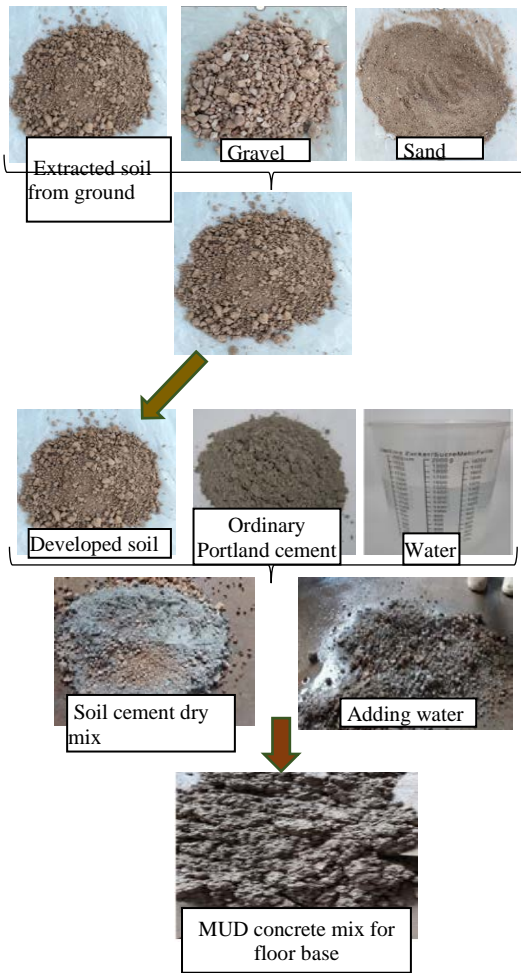 Extracted soil
from ground
Gravel
Sand
Developed soil
Ordinary
Portland cement
Water
Soil cement dry
mix
Adding water
MUD concrete mix for
floor base